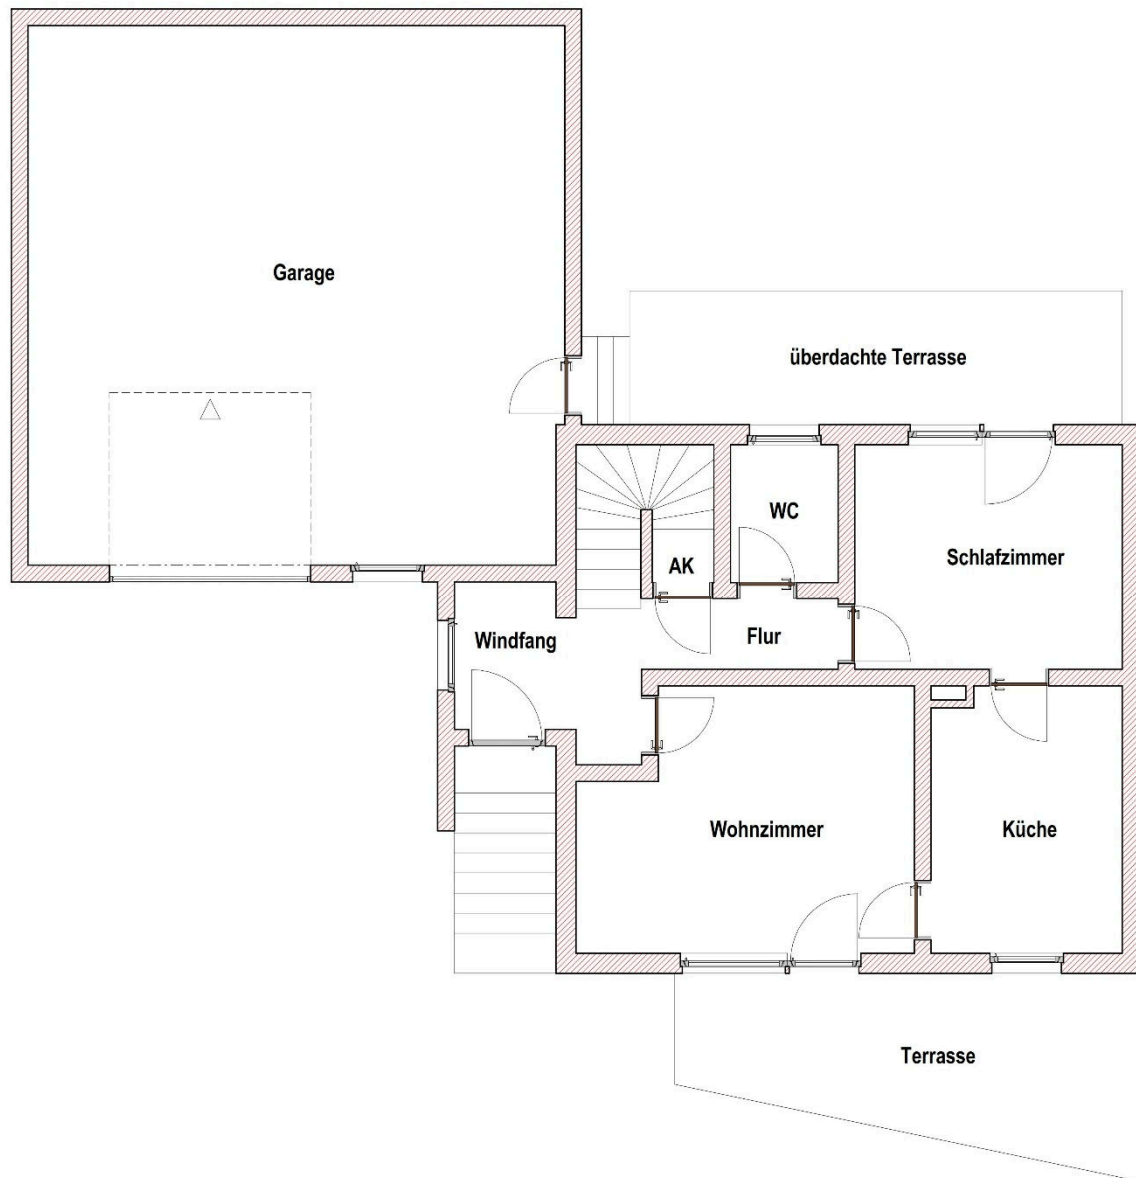 Garage
überdachte Terrasse
WC
Schlafzimmer
AK
Windfang
Flur
Wohnzimmer
Küche
Terrasse